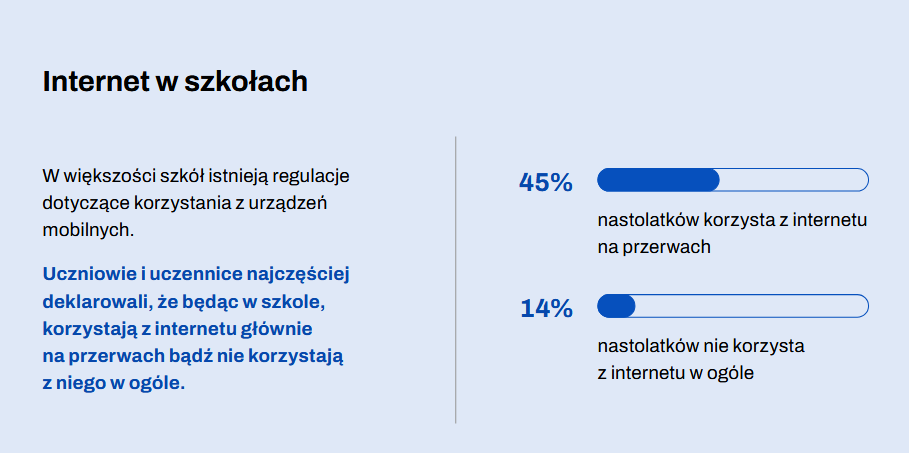 Internet w szkołach
W większości szkół istnieją regulacje
dotyczące korzystania z urządzeń
mobilnych.
Uczniowie i uczennice najczęściej
deklarowali, że będąc w szkole,
korzystają z internetu głównie
na przerwach bądź nie korzystają
z niego w ogóle.
45%
nastolatków korzysta z internetu
na przerwach
14%
nastolatków nie korzysta
z internetu w ogóle